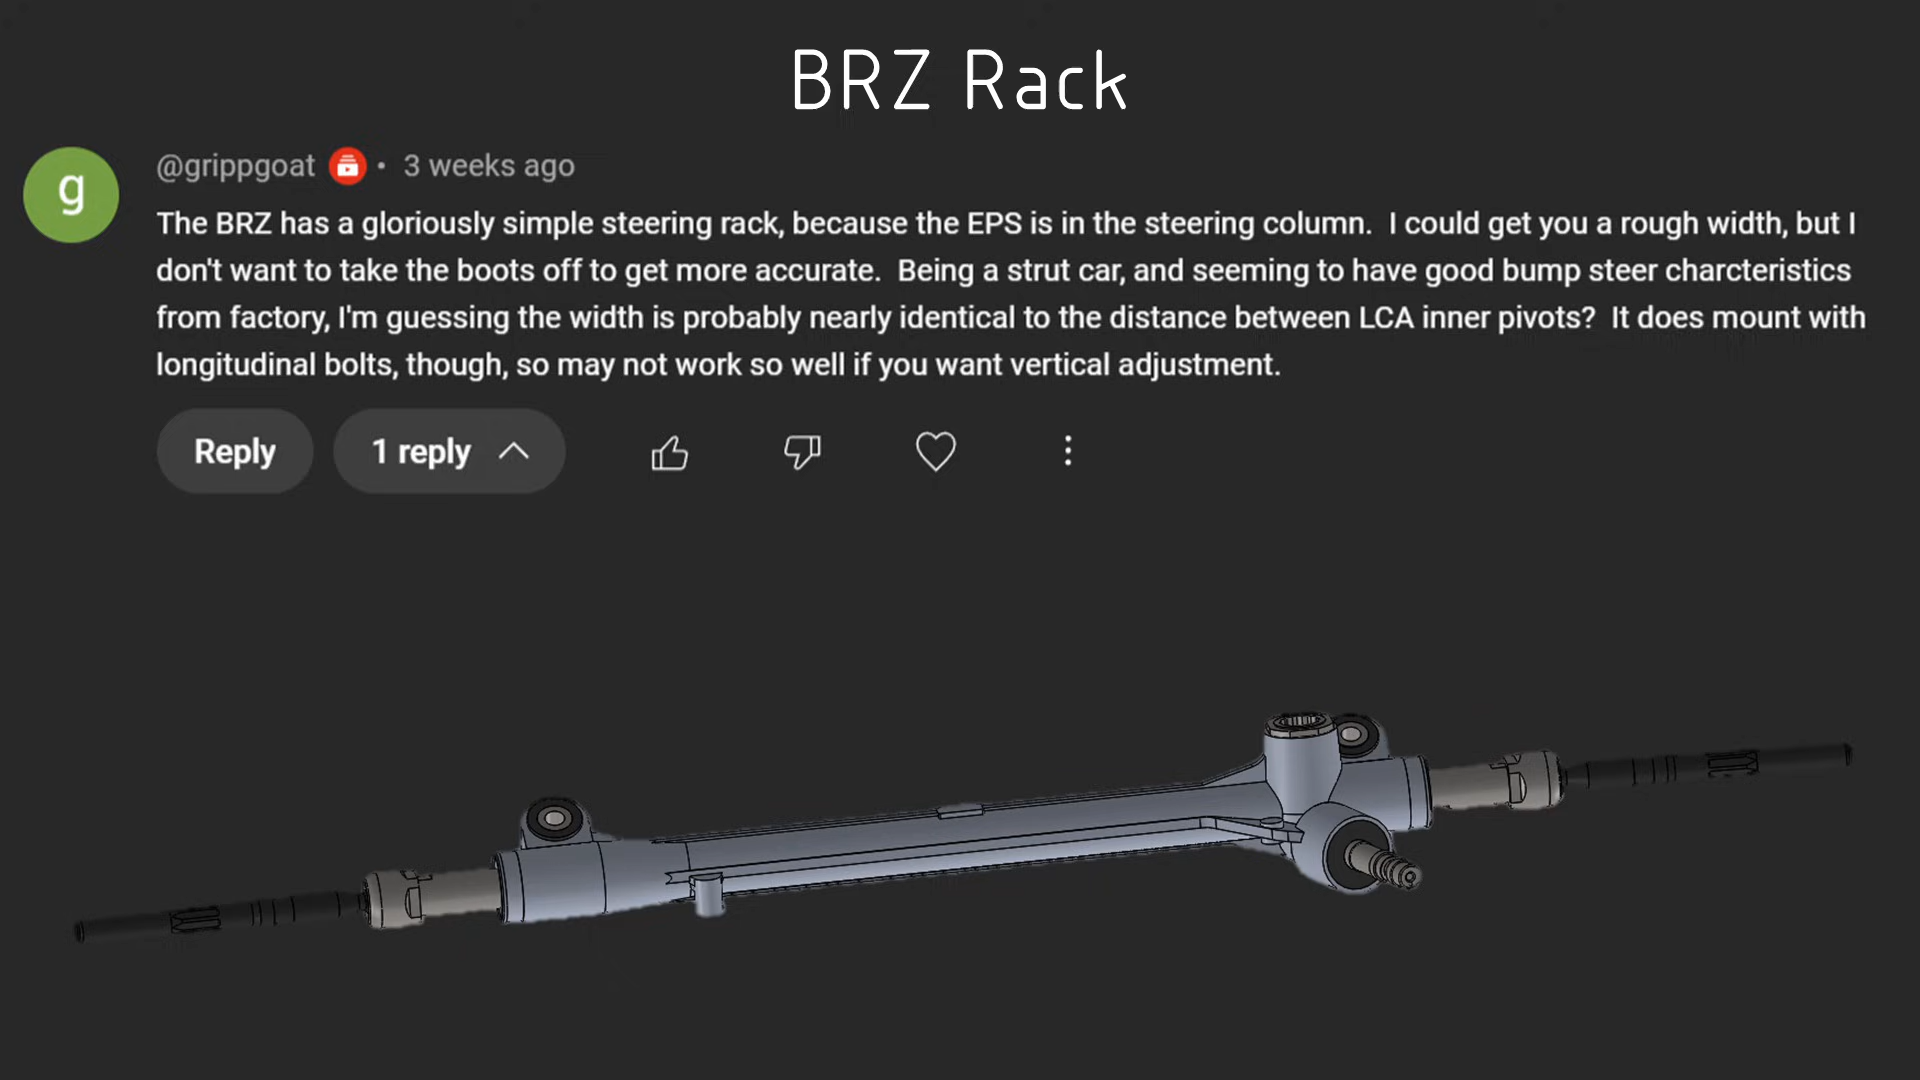 BRZ Rack
g
@grippgoat • 3 weeks ago
The BRZ has a gloriously simple steering rack, because the EPS is in the steering column.  I could get you a rough width, but I
don't want to take the boots off to get more accurate.  Being a strut car, and seeming to have good bump steer charcteristics
from factory, I'm guessing the width is probably nearly identical to the distance between LCA inner pivots?  It does mount with
longitudinal bolts, though, so may not work so well if you want vertical adjustment.
Reply 1 reply